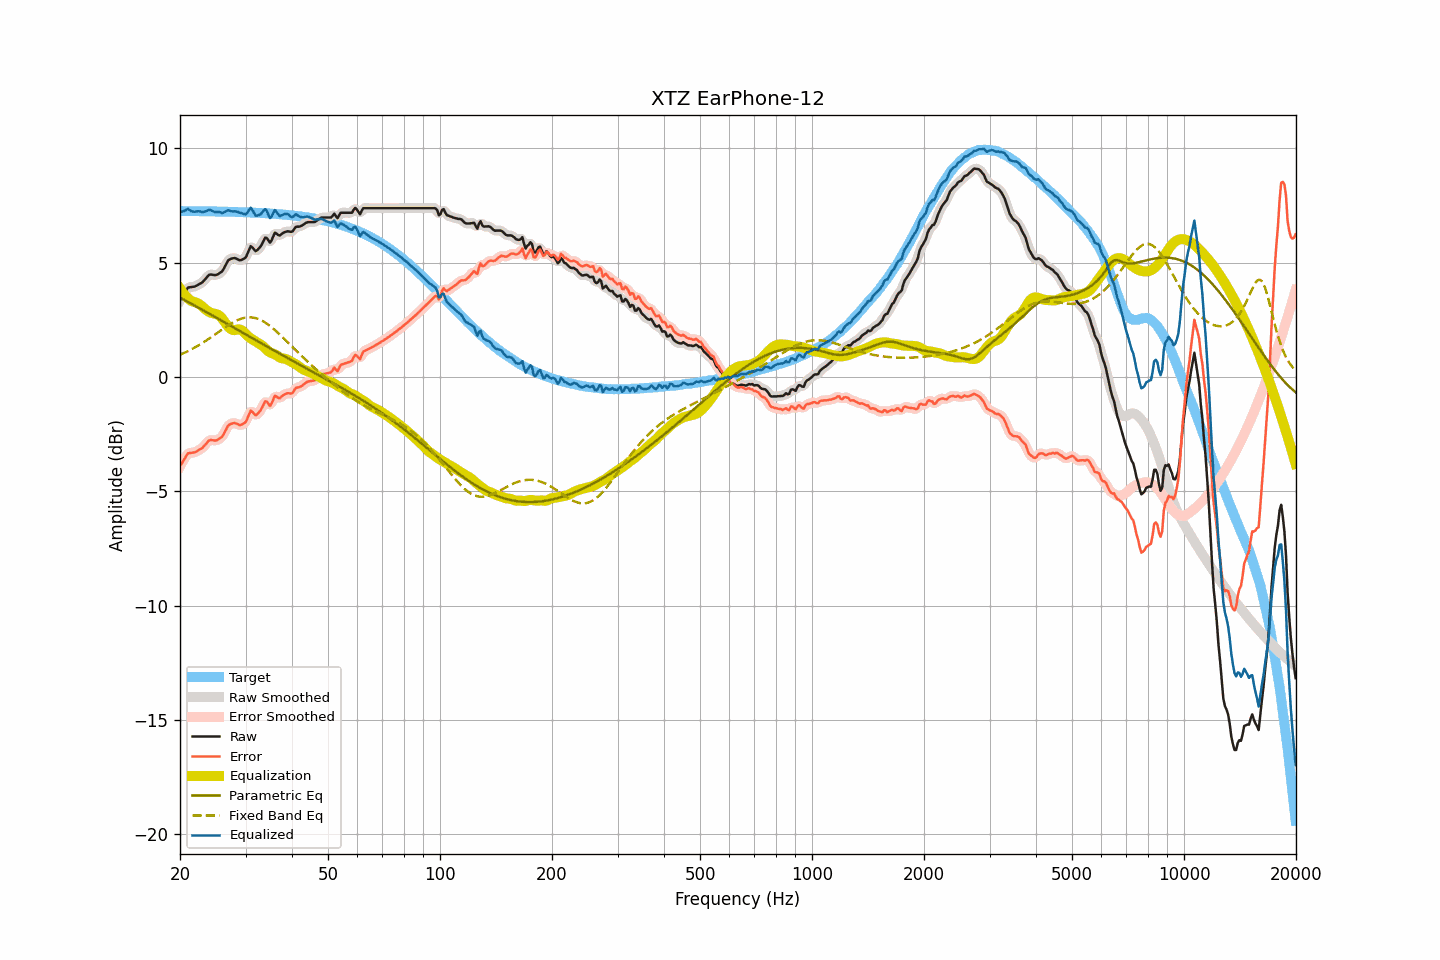 XTZ EarPhone-12
Amplitude (dBr)
10
5
0
−5
−10
−15
−20
Target
Raw Smoothed
Error Smoothed
Raw
Error
Equalization
Parametric Eq
Fixed Band Eq
Equalized
20 50 100 200 500 1000 2000 5000 10000 20000
Frequency (Hz)